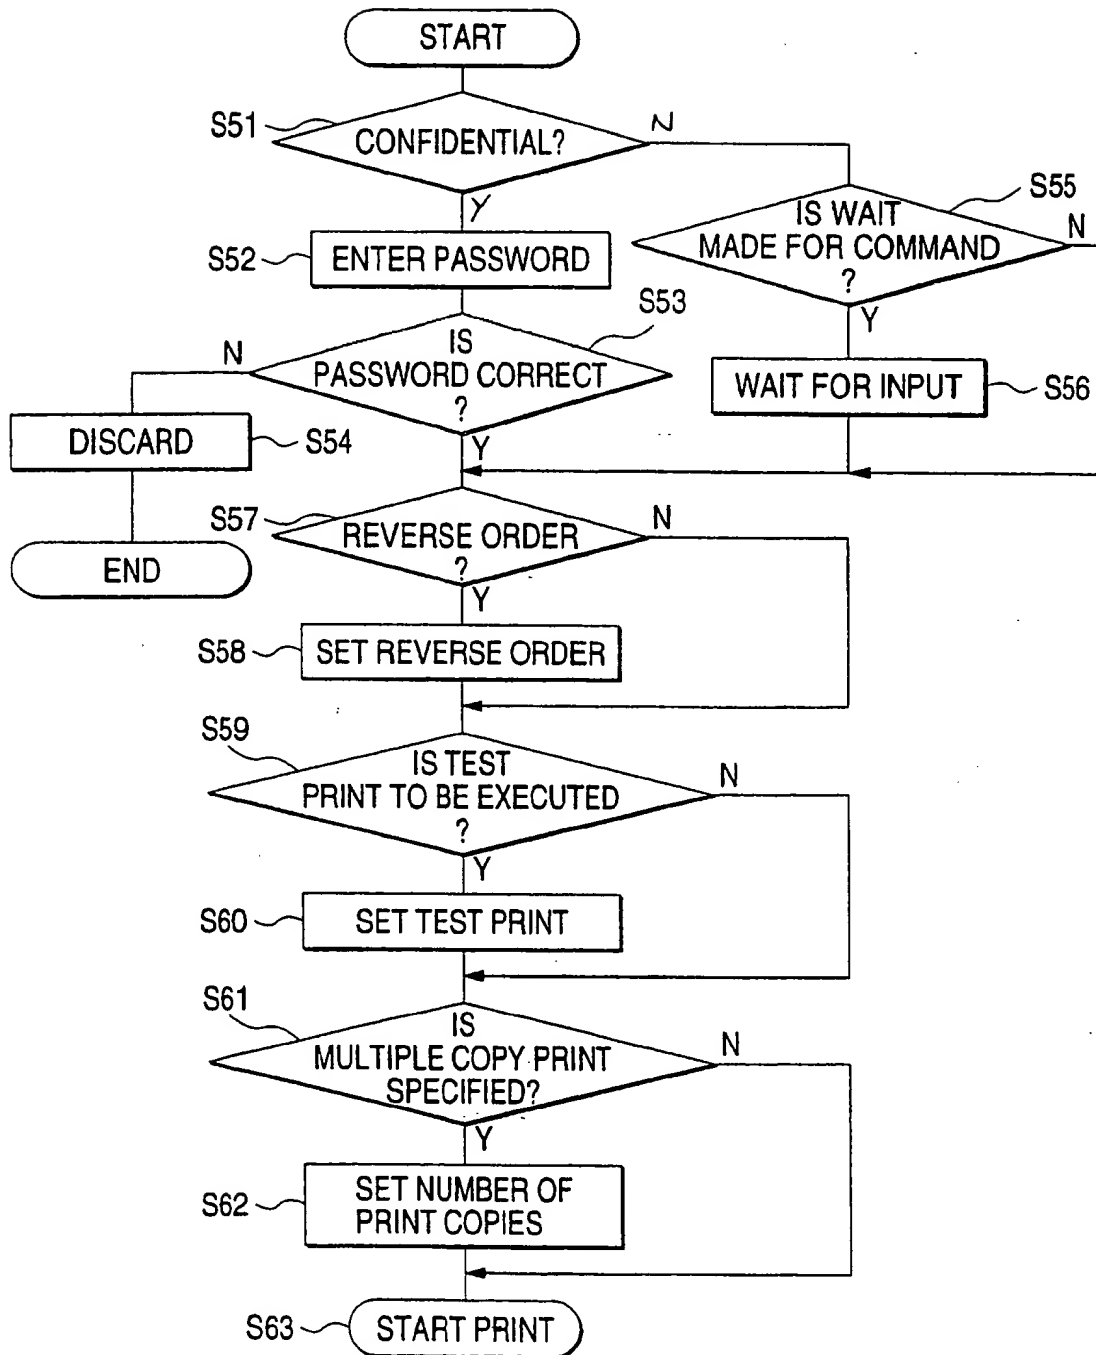 START
S51
CONFIDENTIAL?
N
Y
S55
IS WAIT
MADE FOR COMMAND
?
N
Y
S52
ENTER PASSWORD
S53
IS
PASSWORD CORRECT
?
N
Y
WAIT FOR INPUT
S56
DISCARD
S54
END
S57
REVERSE ORDER
?
N
Y
S58
SET REVERSE ORDER
S59
IS TEST
PRINT TO BE EXECUTED
?
N
Y
S60
SET TEST PRINT
S61
IS
MULTIPLE COPY PRINT
SPECIFIED?
N
Y
S62
SET NUMBER OF
PRINT COPIES
S63
START PRINT